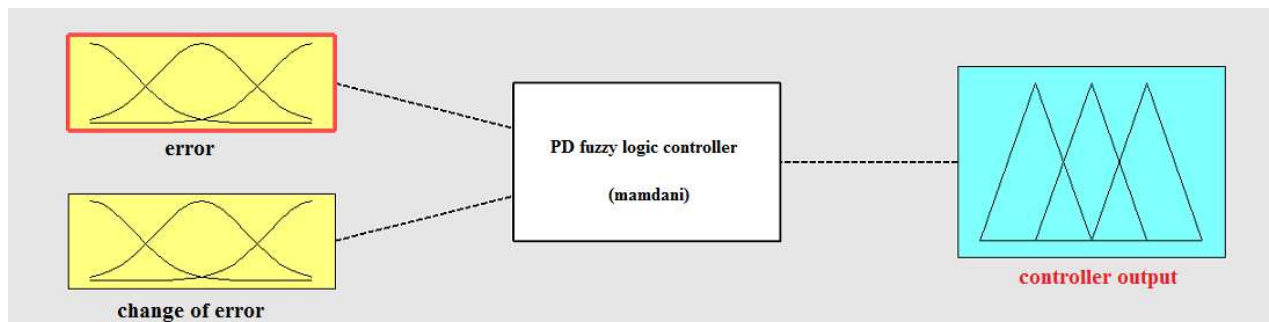 error
change of error
PD fuzzy logic controller
(mamdani)
controller output